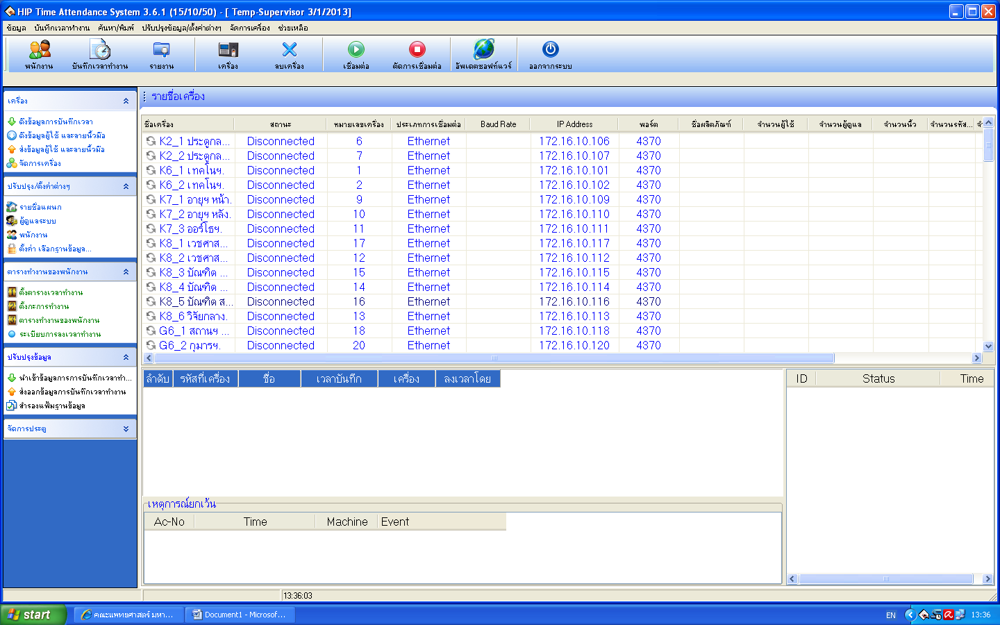 HIP Time Attendance System 3.6.1 (15/10/50) - [ Temp-Supervisor 3/1/2013]
ข้อมูล บันทึกเวลาทำงาน ค้นหา/พิมพ์ ปรับปรุงข้อมูล/ตั้งค่าต่างๆ จัดการเครื่อง ช่วยเหลือ
พนักงาน บันทึกเวลาทำงาน รายงาน เครื่อง ลบเครื่อง เชื่อมต่อ ตัดการเชื่อมต่อ อัพเดตซอฟท์แวร์ ออกจากระบบ
เครื่อง
ดึงข้อมูลการบันทึกเวลา
ดึงข้อมูลผู้ใช้ และลายนิ้วมือ
ส่งข้อมูลผู้ใช้ และลายนิ้วมือ
จัดการเครื่อง
ปรับปรุง/ตั้งค่าต่างๆ
รายชื่อแผนก
ผู้ดูแลระบบ
พนักงาน
ตั้งค่า เลือกฐานข้อมูล...
ตารางทำงานของพนักงาน
ตั้งตารางเวลาทำงาน
ตั้งกะการทำงาน
ตารางทำงานของพนักงาน
ระเบียบการลงเวลาทำงาน
ปรับปรุงข้อมูล
นำเข้าข้อมูลการการบันทึกเวลาทำ...
ส่งออกข้อมูลการบันทึกเวลาทำงาน
สำรองแฟ้มฐานข้อมูล
จัดการประตู
รายชื่อเครื่อง
ชื่อเครื่อง สถานะ หมายเลขเครื่อง ประเภทการเชื่อมต่อ Baud Rate IP Address พอร์ต ชื่อผลิตภัณฑ์ จำนวนผู้ใช้ จำนวนผู้ดูแล จำนวนนิ้ว จำนวนรหัส...
K2_1 ประตูกล... Disconnected 6 Ethernet 172.16.10.106 4370
K2_2 ประตูกล... Disconnected 7 Ethernet 172.16.10.107 4370
K6_1 เทคโนฯ. Disconnected 1 Ethernet 172.16.10.101 4370
K6_2 เทคโนฯ. Disconnected 2 Ethernet 172.16.10.102 4370
K7_1 อายุฯ หน้า. Disconnected 9 Ethernet 172.16.10.109 4370
K7_2 อายุฯ หลัง. Disconnected 10 Ethernet 172.16.10.110 4370
K7_3 ออร์โธฯ. Disconnected 11 Ethernet 172.16.10.111 4370
K8_1 เวชศาส... Disconnected 17 Ethernet 172.16.10.117 4370
K8_2 เวชศาส... Disconnected 12 Ethernet 172.16.10.112 4370
K8_3 บัณฑิต ... Disconnected 15 Ethernet 172.16.10.115 4370
K8_4 บัณฑิต ... Disconnected 14 Ethernet 172.16.10.114 4370
K8_5 บัณฑิต ส... Disconnected 16 Ethernet 172.16.10.116 4370
K8_6 วิจัยกลาง. Disconnected 13 Ethernet 172.16.10.113 4370
G6_1 สถานฯ ... Disconnected 18 Ethernet 172.16.10.118 4370
G6_2 กุมารฯ. Disconnected 20 Ethernet 172.16.10.120 4370
ลำดับ รหัสที่เครื่อง ชื่อ เวลาบันทึก เครื่อง ลงเวลาโดย
ID Status Time
เหตุการณ์ยกเว้น
Ac-No Time Machine Event
13:36:03
start คณะแพทยศาสตร์ มหา... Document1 - Microsof... EN 13:36